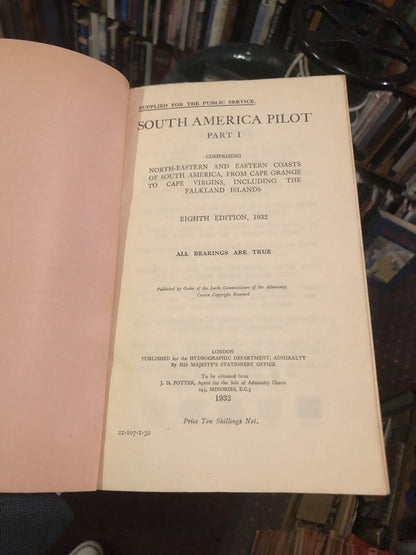 SUPPLIED FOR THE PUBLIC SERVICE.
SOUTH AMERICA PILOT
PART I
COMPRISING
NORTH-EASTERN AND EASTERN COASTS
OF SOUTH AMERICA, FROM CAPE ORANGE
TO CAPE VIRGINS, INCLUDING THE
FALKLAND ISLANDS
EIGHTH EDITION, 1932
ALL BEARINGS ARE TRUE
Published by Order of the Lords Commissioners of the Admiralty
Crown Copyright Reserved
LONDON
PUBLISHED for the HYDROGRAPHIC DEPARTMENT, ADMIRALTY
By HIS MAJESTY'S STATIONERY OFFICE
To be obtained from
J. D. POTTER, Agent for the Sale of Admiralty Charts
145, MINORIES, E.C.3
1932
Price Ten Shillings Net.
21-107-1-32